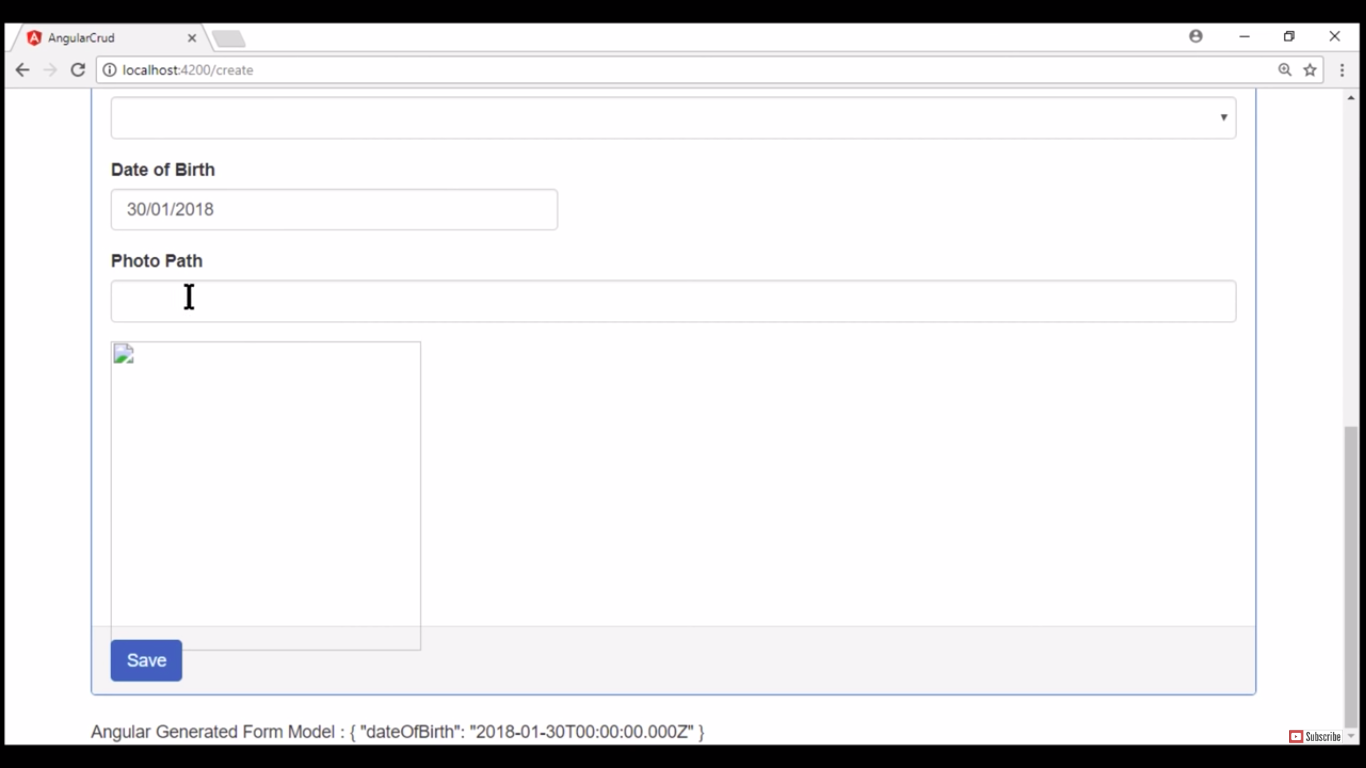 AngularCrud
localhost:4200/create
Date of Birth
30/01/2018
Photo Path
Save
Angular Generated Form Model : { "dateOfBirth": "2018-01-30T00:00:00.000Z" }
Subscribe